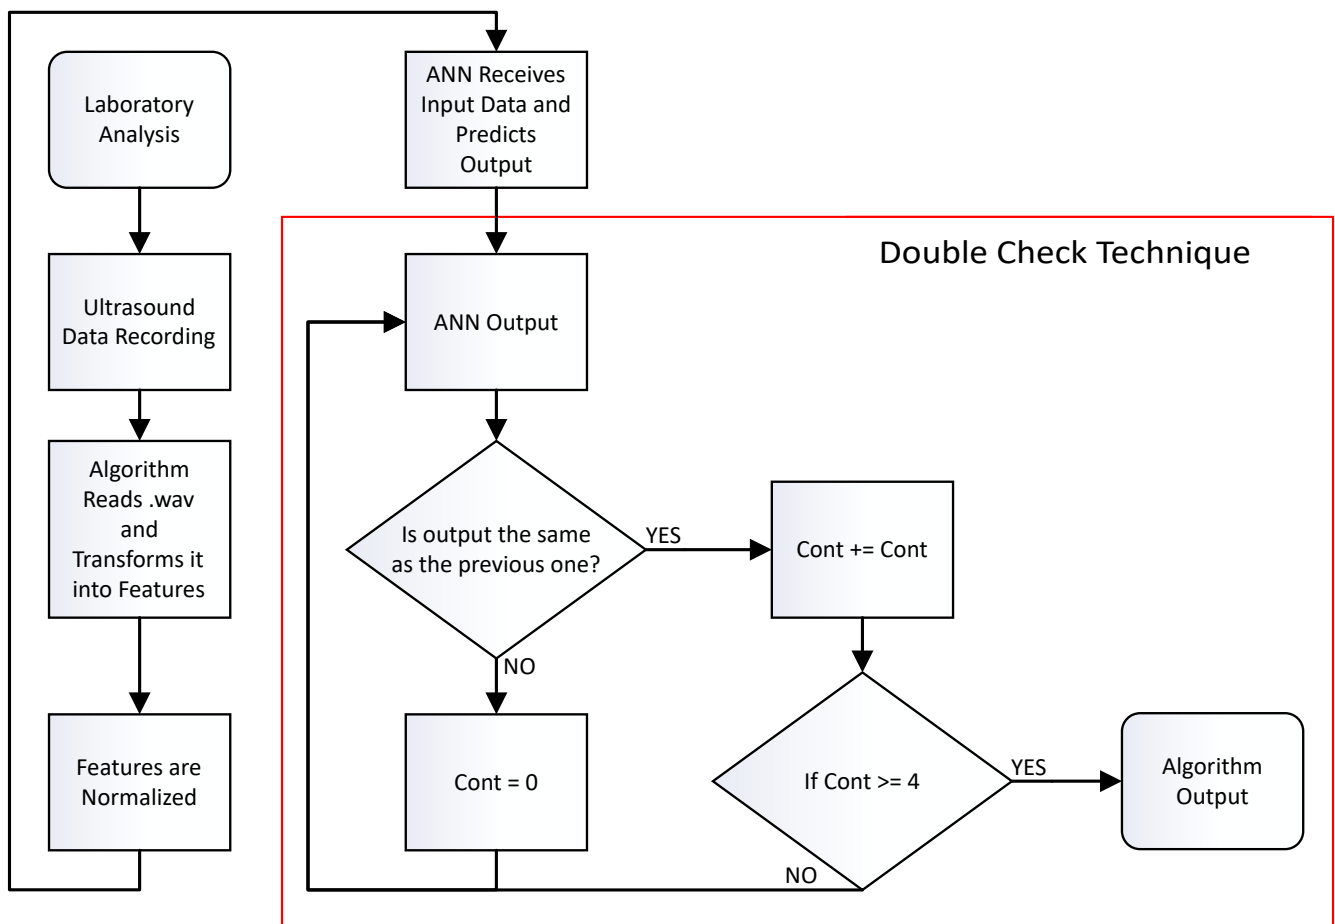 Laboratory
Analysis
Ultrasound
Data Recording
Algorithm
Reads .wav
and
Transforms it
into Features
Features are
Normalized
ANN Receives
Input Data and
Predicts
Output
Double Check Technique
ANN Output
Is output the same
as the previous one?
YES
Cont += Cont
NO
Cont = 0
If Cont >= 4
YES
Algorithm
Output
NO